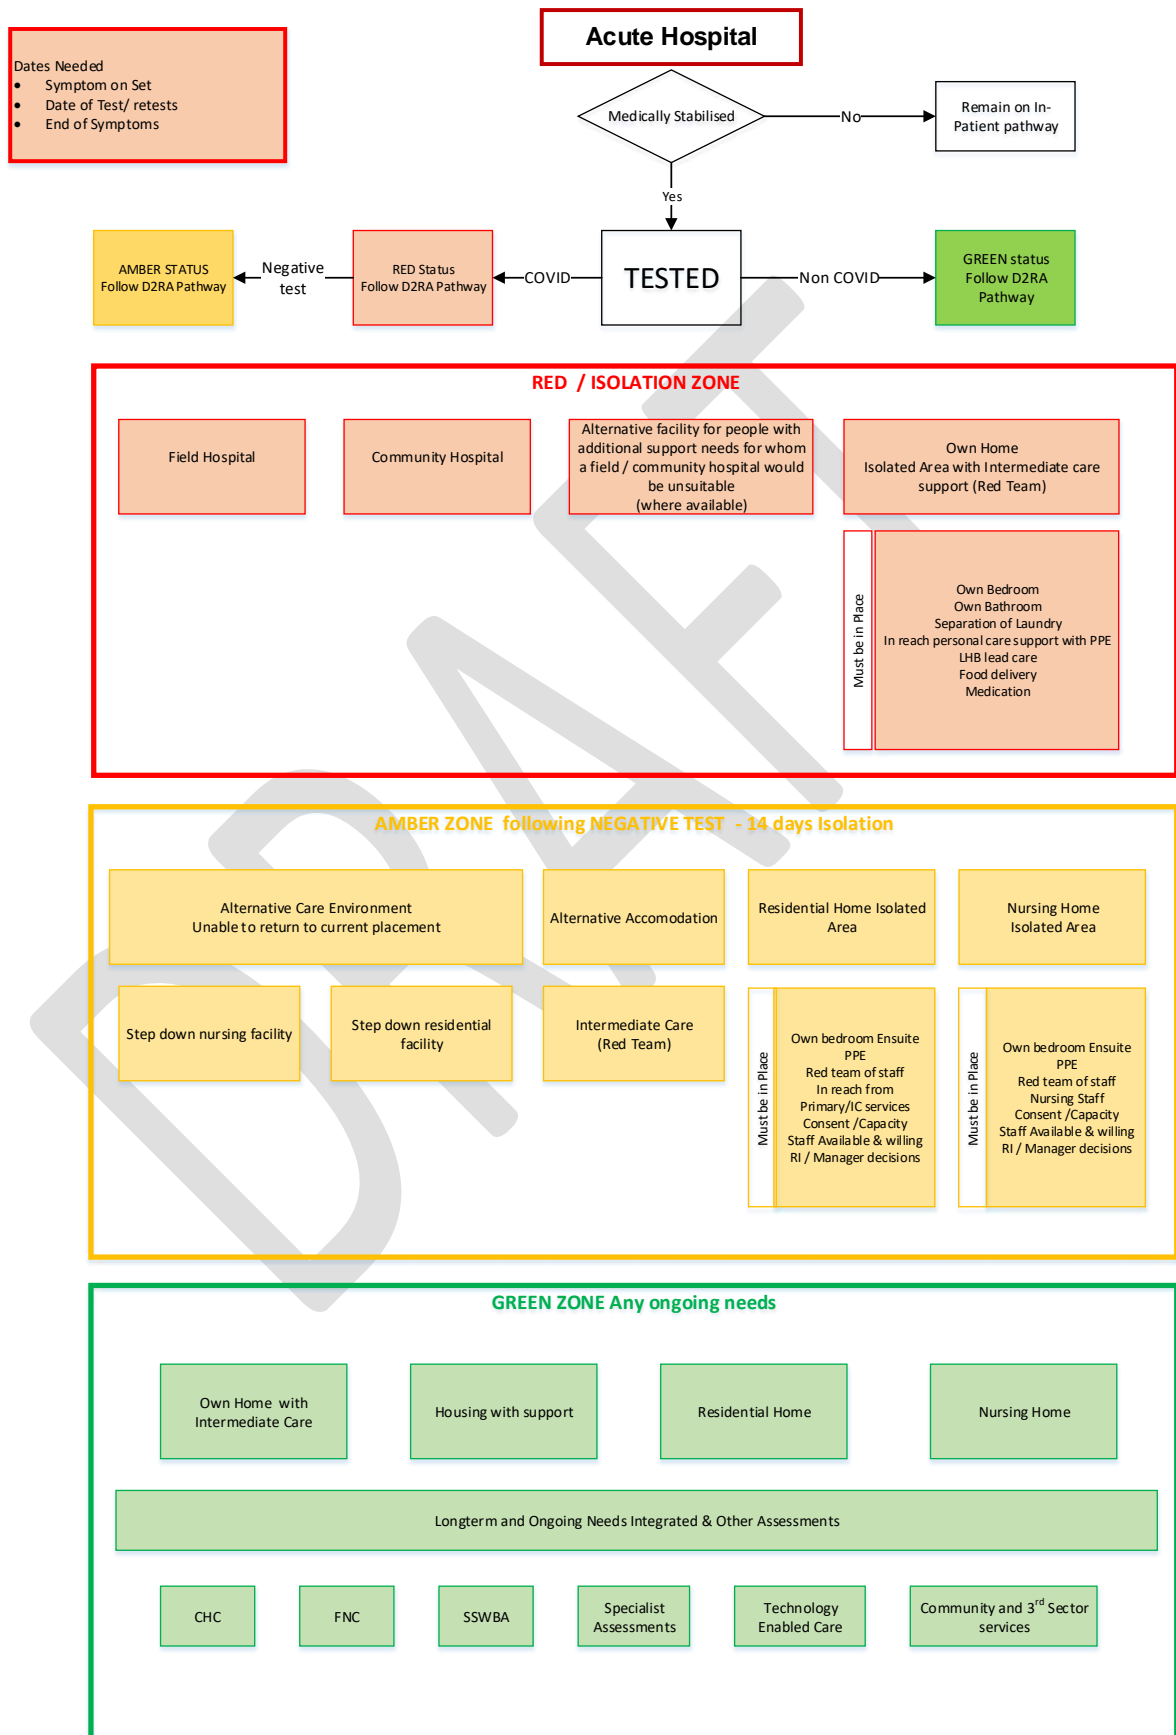 Acute Hospital
Dates Needed
• Symptom on Set
• Date of Test/ retests
• End of Symptoms
Medically Stabilised
No
Remain on In-
Patient pathway
Yes
AMBER STATUS
Follow D2RA Pathway
Negative
test
RED Status
Follow D2RA Pathway
COVID
TESTED
Non COVID
GREEN status
Follow D2RA
Pathway
RED / ISOLATION ZONE
Field Hospital
Community Hospital
Alternative facility for people with
additional support needs for whom
a field / community hospital would
be unsuitable
(where available)
Own Home
Isolated Area with Intermediate care
support (Red Team)
Must be in Place
Own Bedroom
Own Bathroom
Separation of Laundry
In reach personal care support with PPE
LHB lead care
Food delivery
Medication
AMBER ZONE following NEGATIVE TEST - 14 days Isolation
Alternative Care Environment
Unable to return to current placement
Alternative Accomodation
Residential Home Isolated
Area
Nursing Home
Isolated Area
Step down nursing facility
Step down residential
facility
Intermediate Care
(Red Team)
Must be in Place
Own bedroom Ensuite
PPE
Red team of staff
In reach from
Primary/IC services
Consent /Capacity
Staff Available & willing
RI / Manager decisions
Must be in Place
Own bedroom Ensuite
PPE
Red team of staff
Nursing Staff
Consent /Capacity
Staff Available & willing
RI / Manager decisions
GREEN ZONE Any ongoing needs
Own Home with
Intermediate Care
Housing with support
Residential Home
Nursing Home
Longterm and Ongoing Needs Integrated & Other Assessments
CHC
FNC
SSWBA
Specialist
Assessments
Technology
Enabled Care
Community and 3rd Sector
services
DRAFT